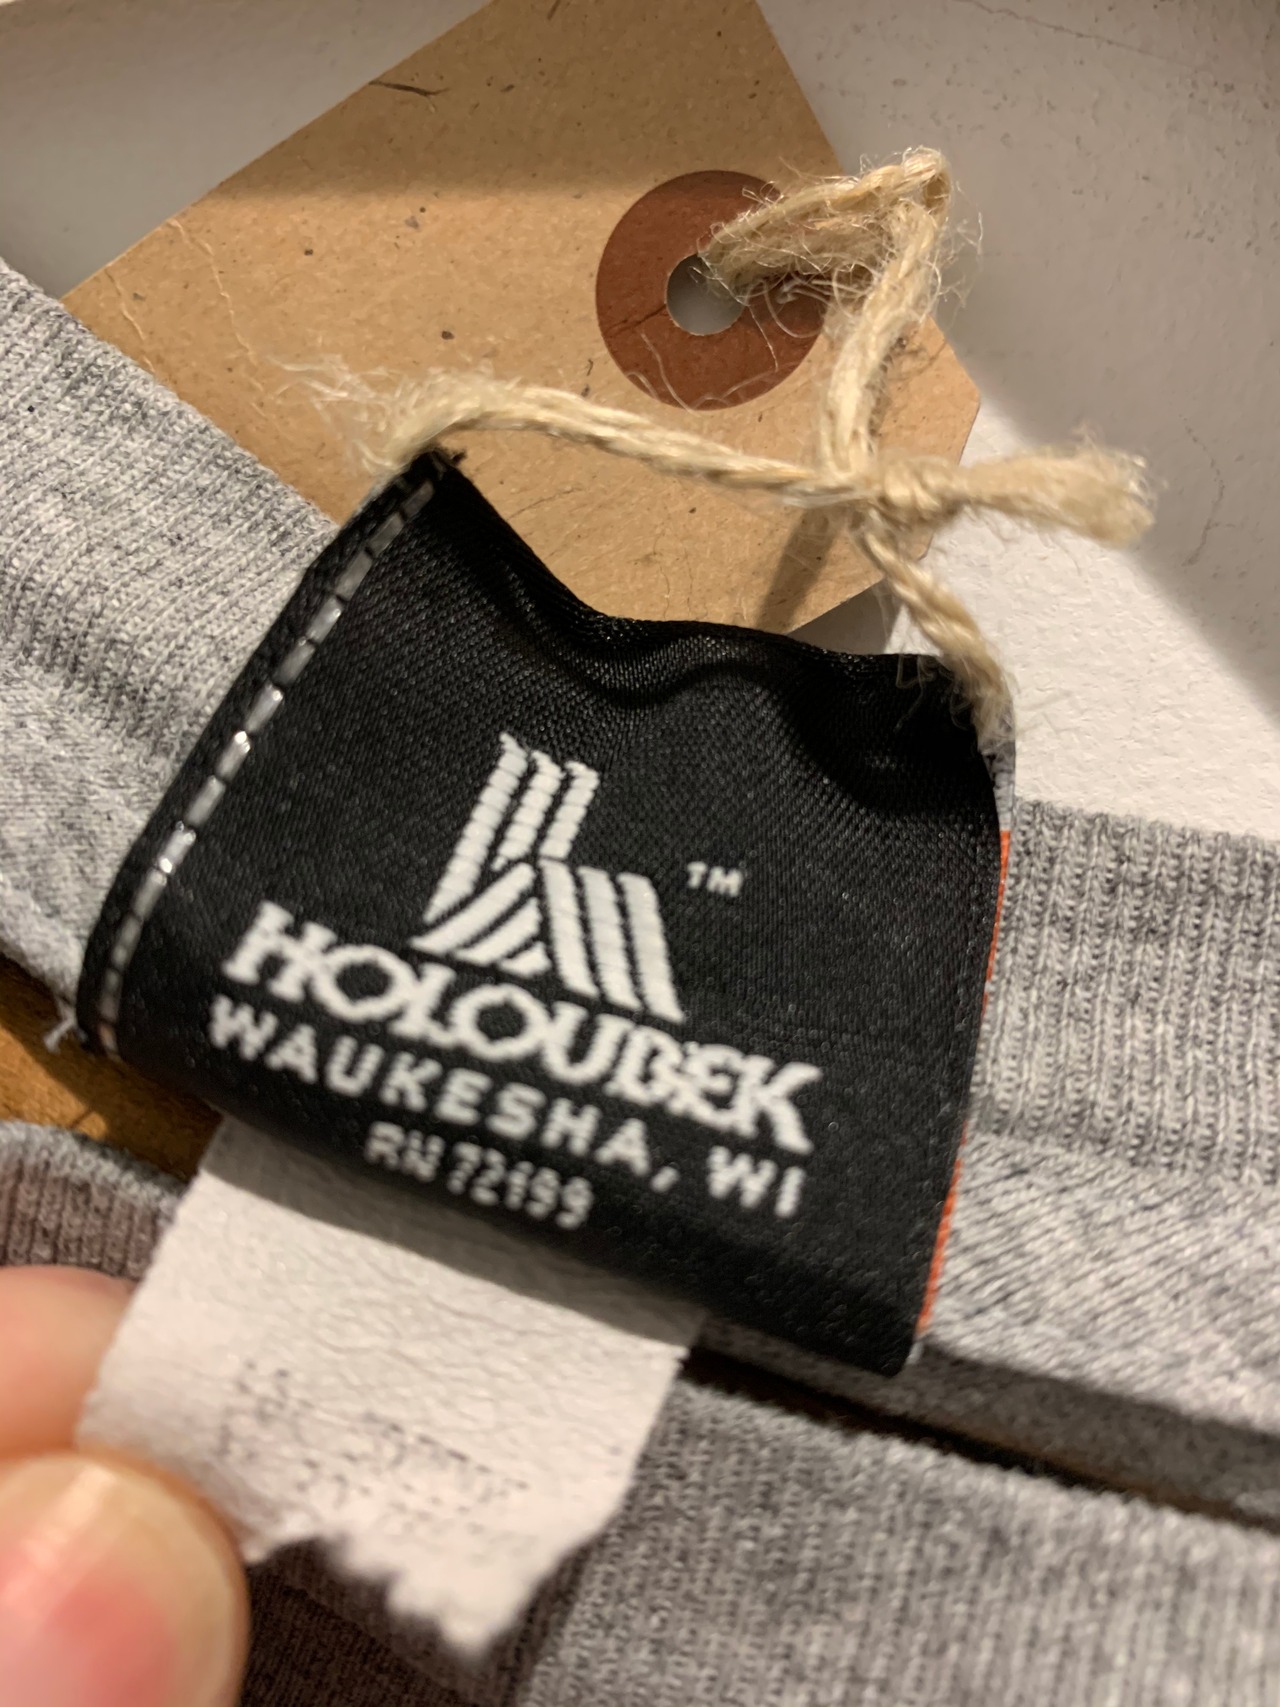 ™
HOLOUBEK
WAUKESHA, WI
RN 72199